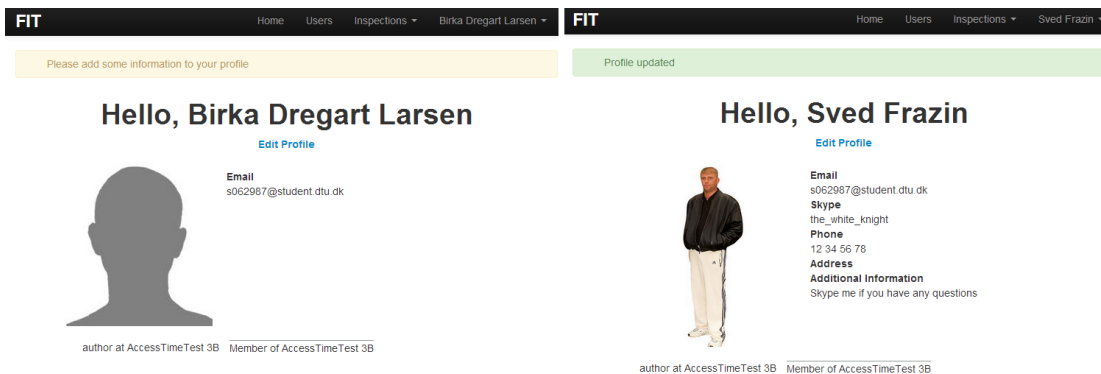 FIT Home Users Inspections Birka Dregart Larsen
Please add some information to your profile
Hello, Birka Dregart Larsen
Edit Profile
Email
s062987@student.dtu.dk
author at AccessTimeTest 3B Member of AccessTimeTest 3B
FIT Home Users Inspections Sved Frazin
Profile updated
Hello, Sved Frazin
Edit Profile
Email
s062987@student.dtu.dk
Skype
the_white_knight
Phone
12 34 56 78
Address
Additional Information
Skype me if you have any questions
author at AccessTimeTest 3B Member of AccessTimeTest 3B